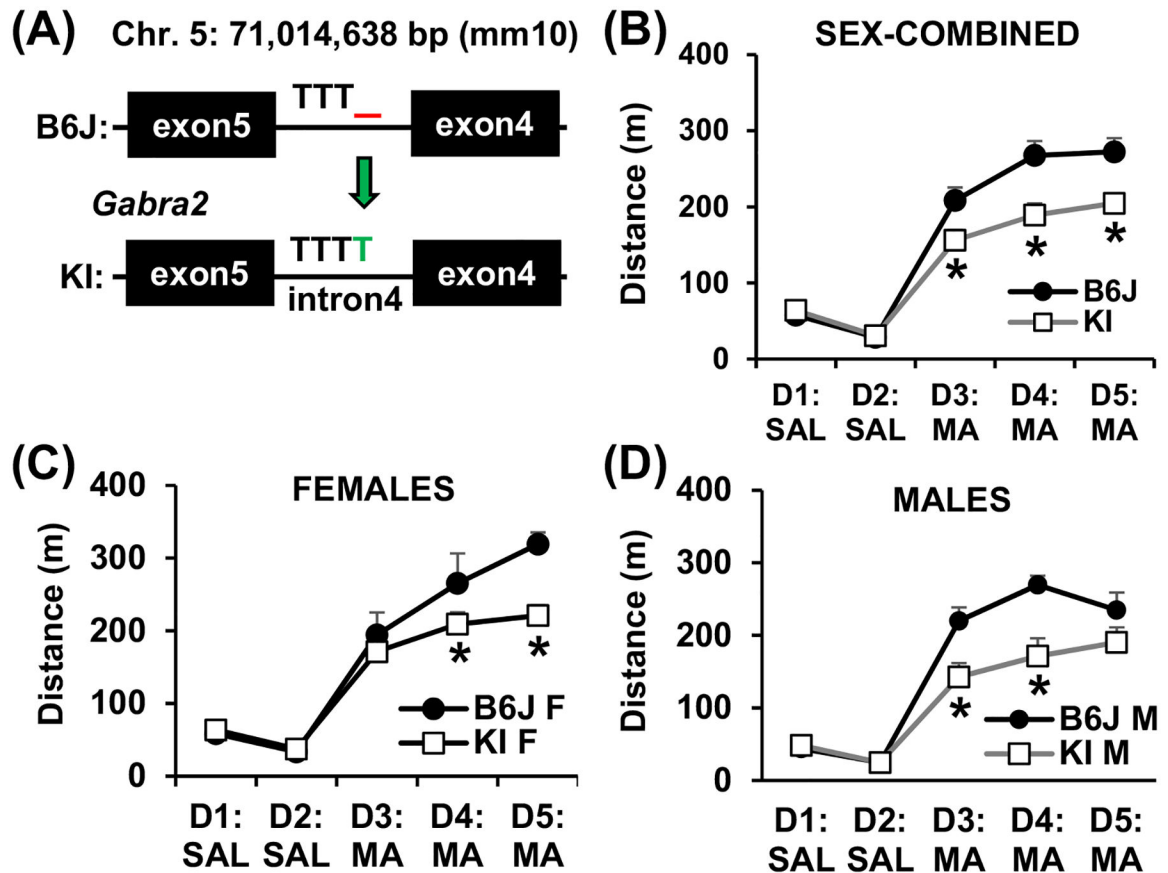 (A) Chr. 5: 71,014,638 bp (mm10)
TTT_
B6J: exon5 exon4
Gabra2
TTTT
KI: exon5 exon4
intron4
(B) SEX-COMBINED
Distance (m)
400
300
200
100
0
* * *
B6J
KI
D1: D2: D3: D4: D5:
SAL SAL MA MA MA
(C) FEMALES
Distance (m)
400
300
200
100
0
* *
B6J F
KI F
D1: D2: D3: D4: D5:
SAL SAL MA MA MA
(D) MALES
Distance (m)
400
300
200
100
0
* *
B6J M
KI M
D1: D2: D3: D4: D5:
SAL SAL MA MA MA